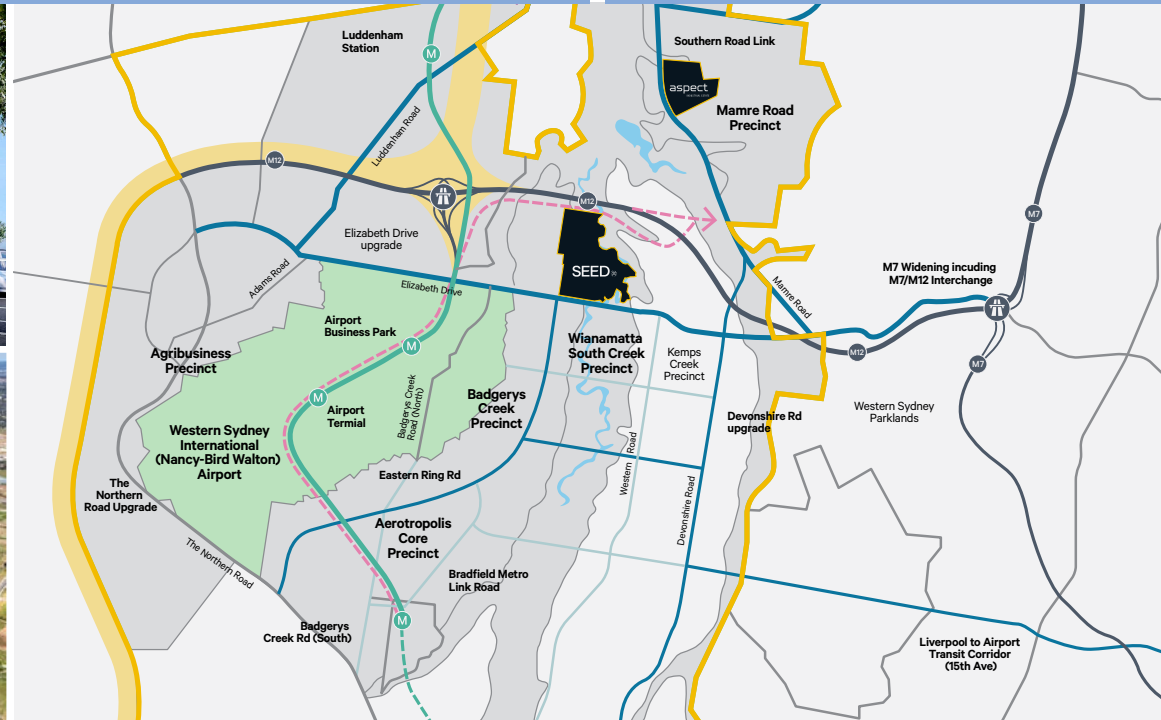 Luddenham
Station
M
Southern Road Link
aspect
Mamre Road
Precinct
Luddenham Road
M12
M12
M7
Elizabeth Drive
upgrade
SEED
Adams Road
Elizabeth Drive
M7 Widening incuding
M7/M12 Interchange
Mamre Road
Airport
Business Park
M
Agribusiness
Precinct
Wianamatta
South Creek
Precinct
Kemps
Creek
Precinct
M12
M7
M
Airport
Termial
Badgerys Creek
Road (North)
Badgerys
Creek
Precinct
Devonshire Rd
upgrade
Western Sydney
Parklands
Western Sydney
International
(Nancy-Bird Walton)
Airport
Western Road
The
Northern
Road Upgrade
Eastern Ring Rd
Devonshire Road
Aerotropolis
Core
Precinct
The Northern Road
Bradfield Metro
Link Road
M
Badgerys
Creek Rd (South)
Liverpool to Airport
Transit Corridor
(15th Ave)